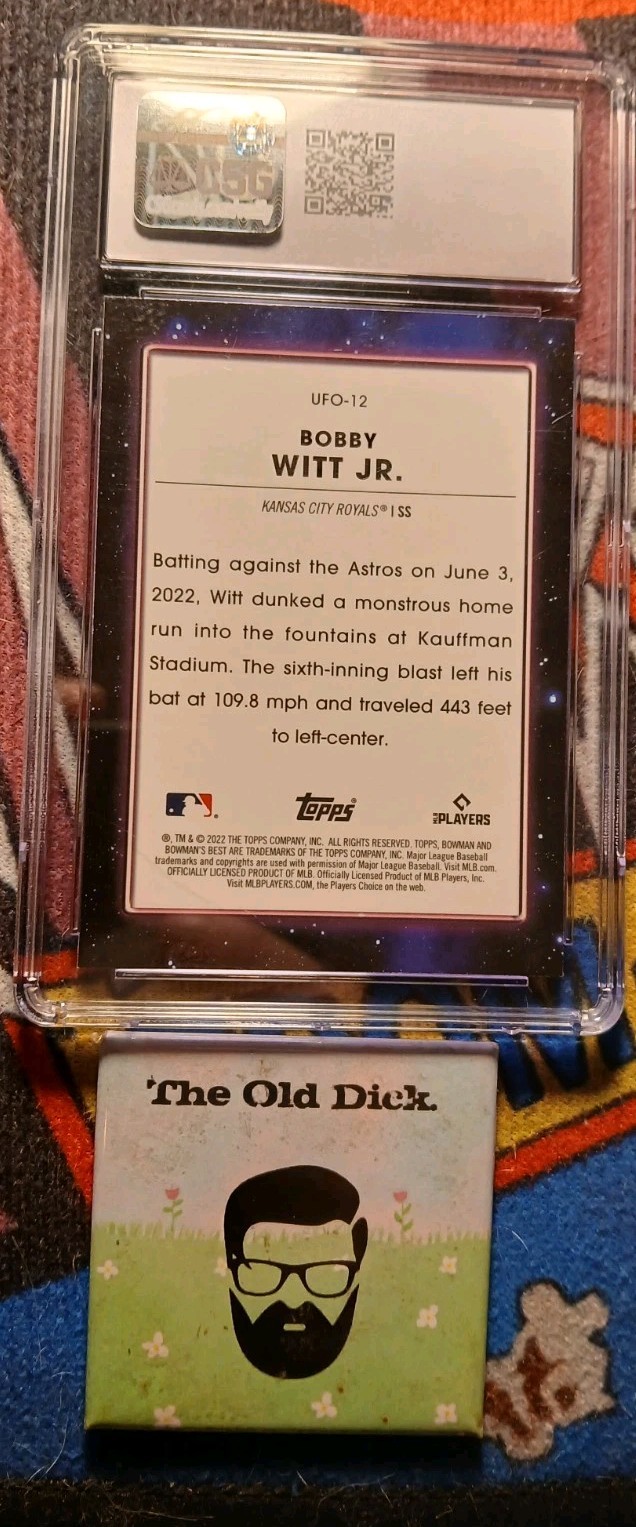 CSG
UFO-12
BOBBY
WITT JR.
KANSAS CITY ROYALS® | SS
Batting against the Astros on June 3,
2022, Witt dunked a monstrous home
run into the fountains at Kauffman
Stadium. The sixth-inning blast left his
bat at 109.8 mph and traveled 443 feet
to left-center.
Topps®
MLB PLAYERS
®, TM & © 2022 THE TOPPS COMPANY, INC. ALL RIGHTS RESERVED. TOPPS, BOWMAN AND
BOWMAN'S BEST ARE TRADEMARKS OF THE TOPPS COMPANY, INC. Major League Baseball
trademarks and copyrights are used with permission of Major League Baseball. Visit MLB.com.
OFFICIALLY LICENSED PRODUCT OF MLB. Officially Licensed Product of MLB Players, Inc.
Visit MLBPLAYERS.COM, the Players Choice on the web.
The Old Dick.